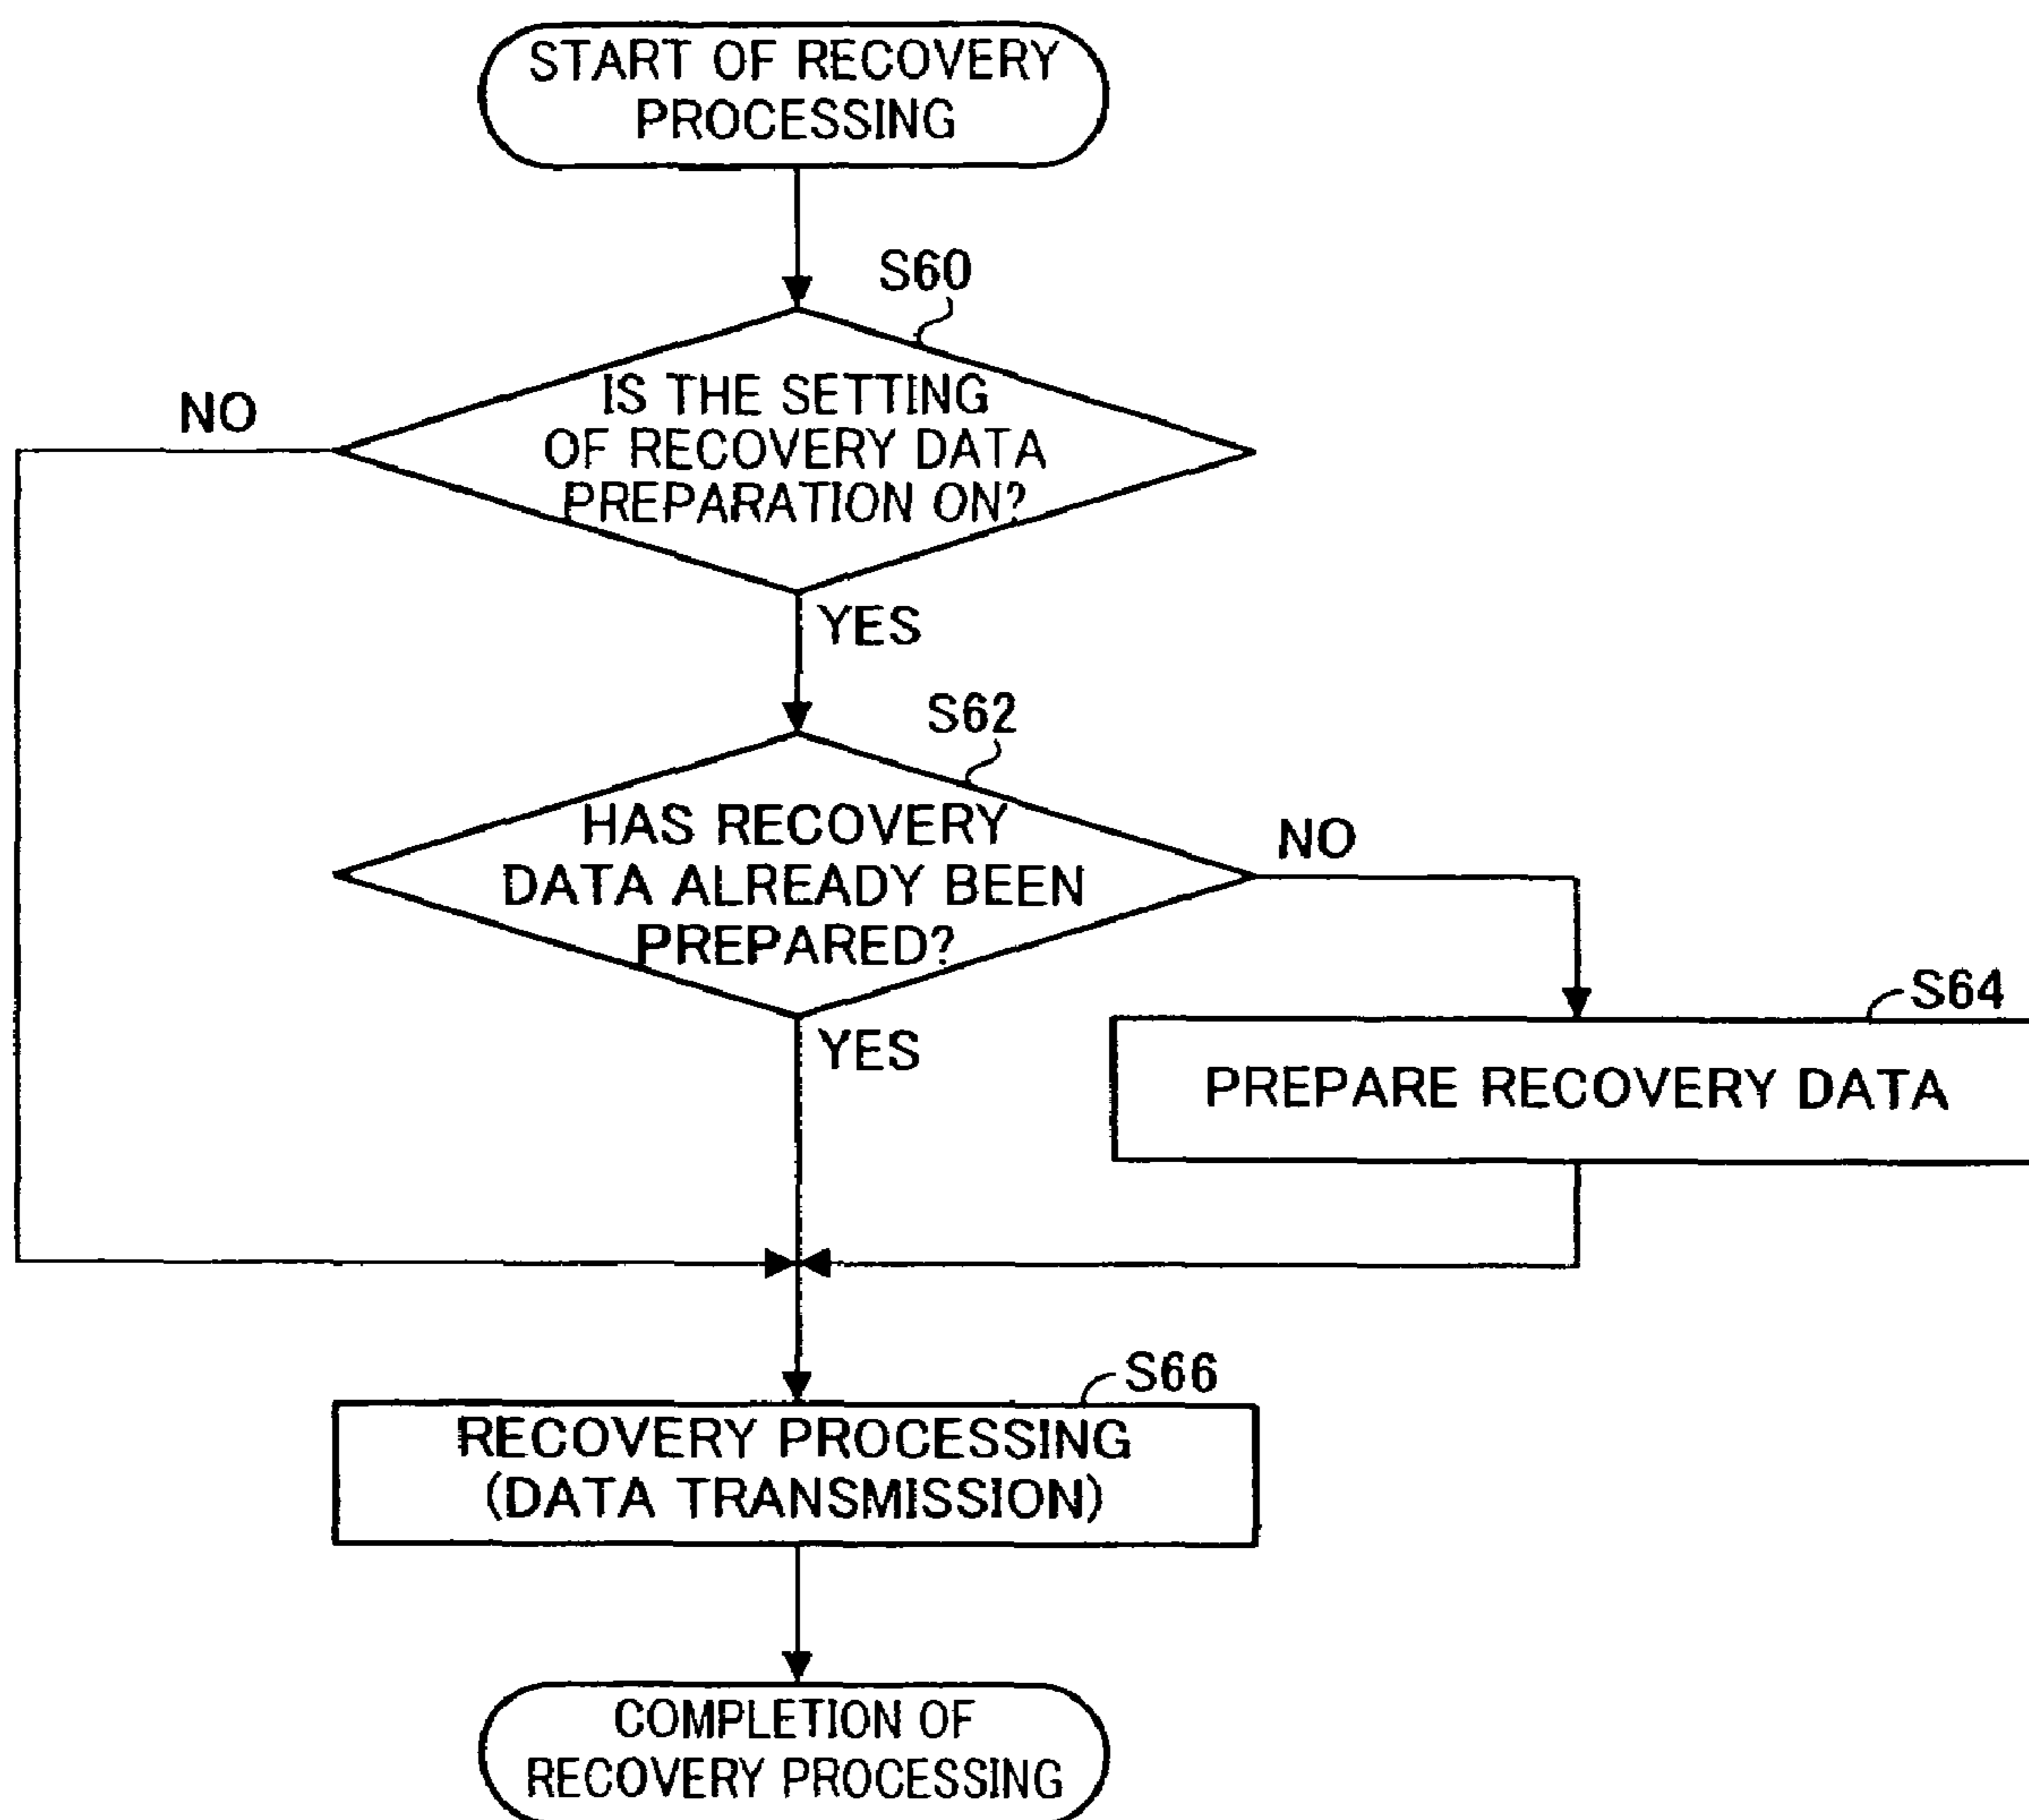 START OF RECOVERY
PROCESSING
S60
IS THE SETTING
OF RECOVERY DATA
PREPARATION ON?
NO
YES
S62
HAS RECOVERY
DATA ALREADY BEEN
PREPARED?
NO
YES
S64
PREPARE RECOVERY DATA
S66
RECOVERY PROCESSING
(DATA TRANSMISSION)
COMPLETION OF
RECOVERY PROCESSING